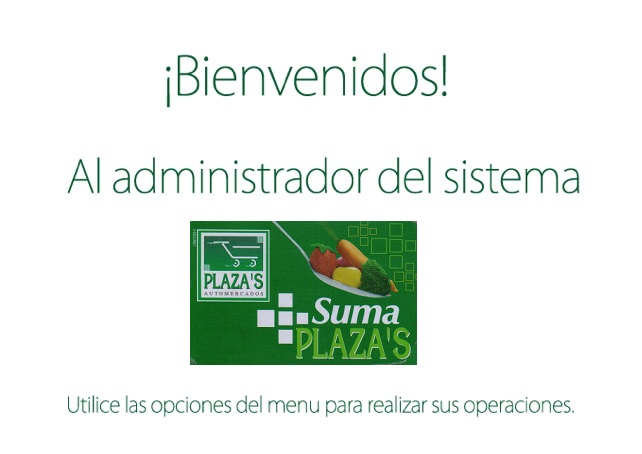 ¡Bienvenidos!
Al administrador del sistema
PLAZA'S
AUTOMERCADOS
Suma
PLAZA'S
Utilice las opciones del menu para realizar sus operaciones.